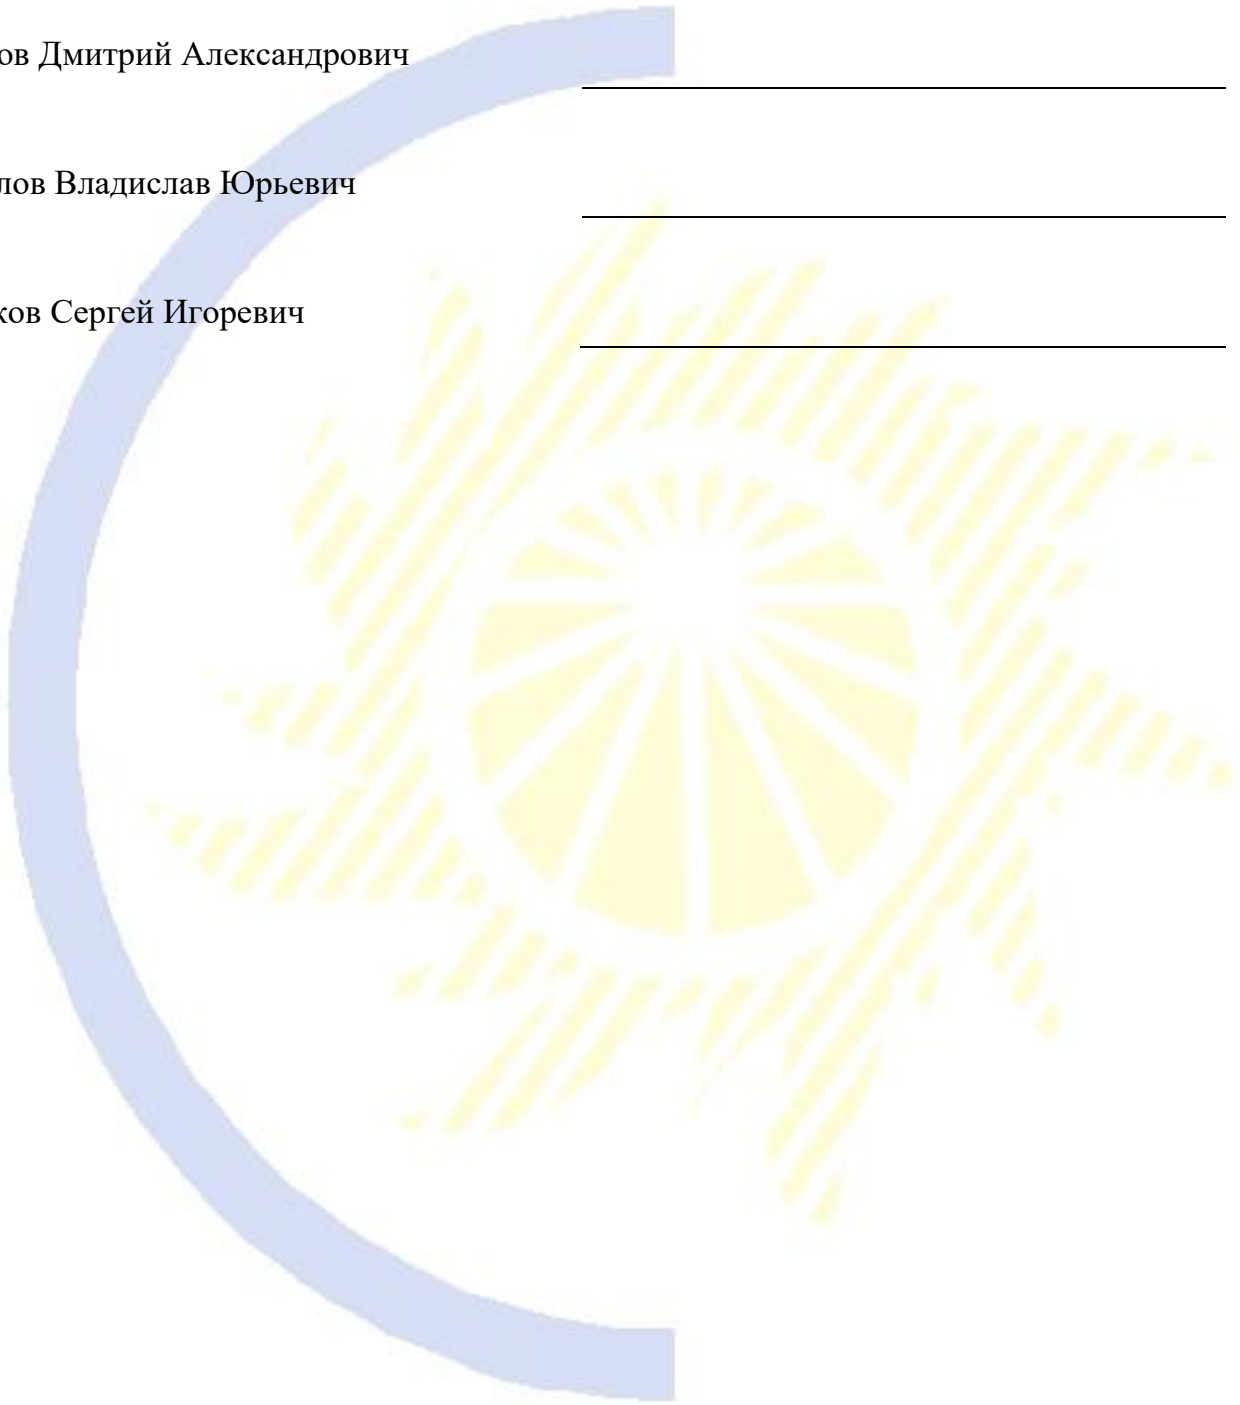 ов Дмитрий Александрович
лов Владислав Юрьевич
ков Сергей Игоревич